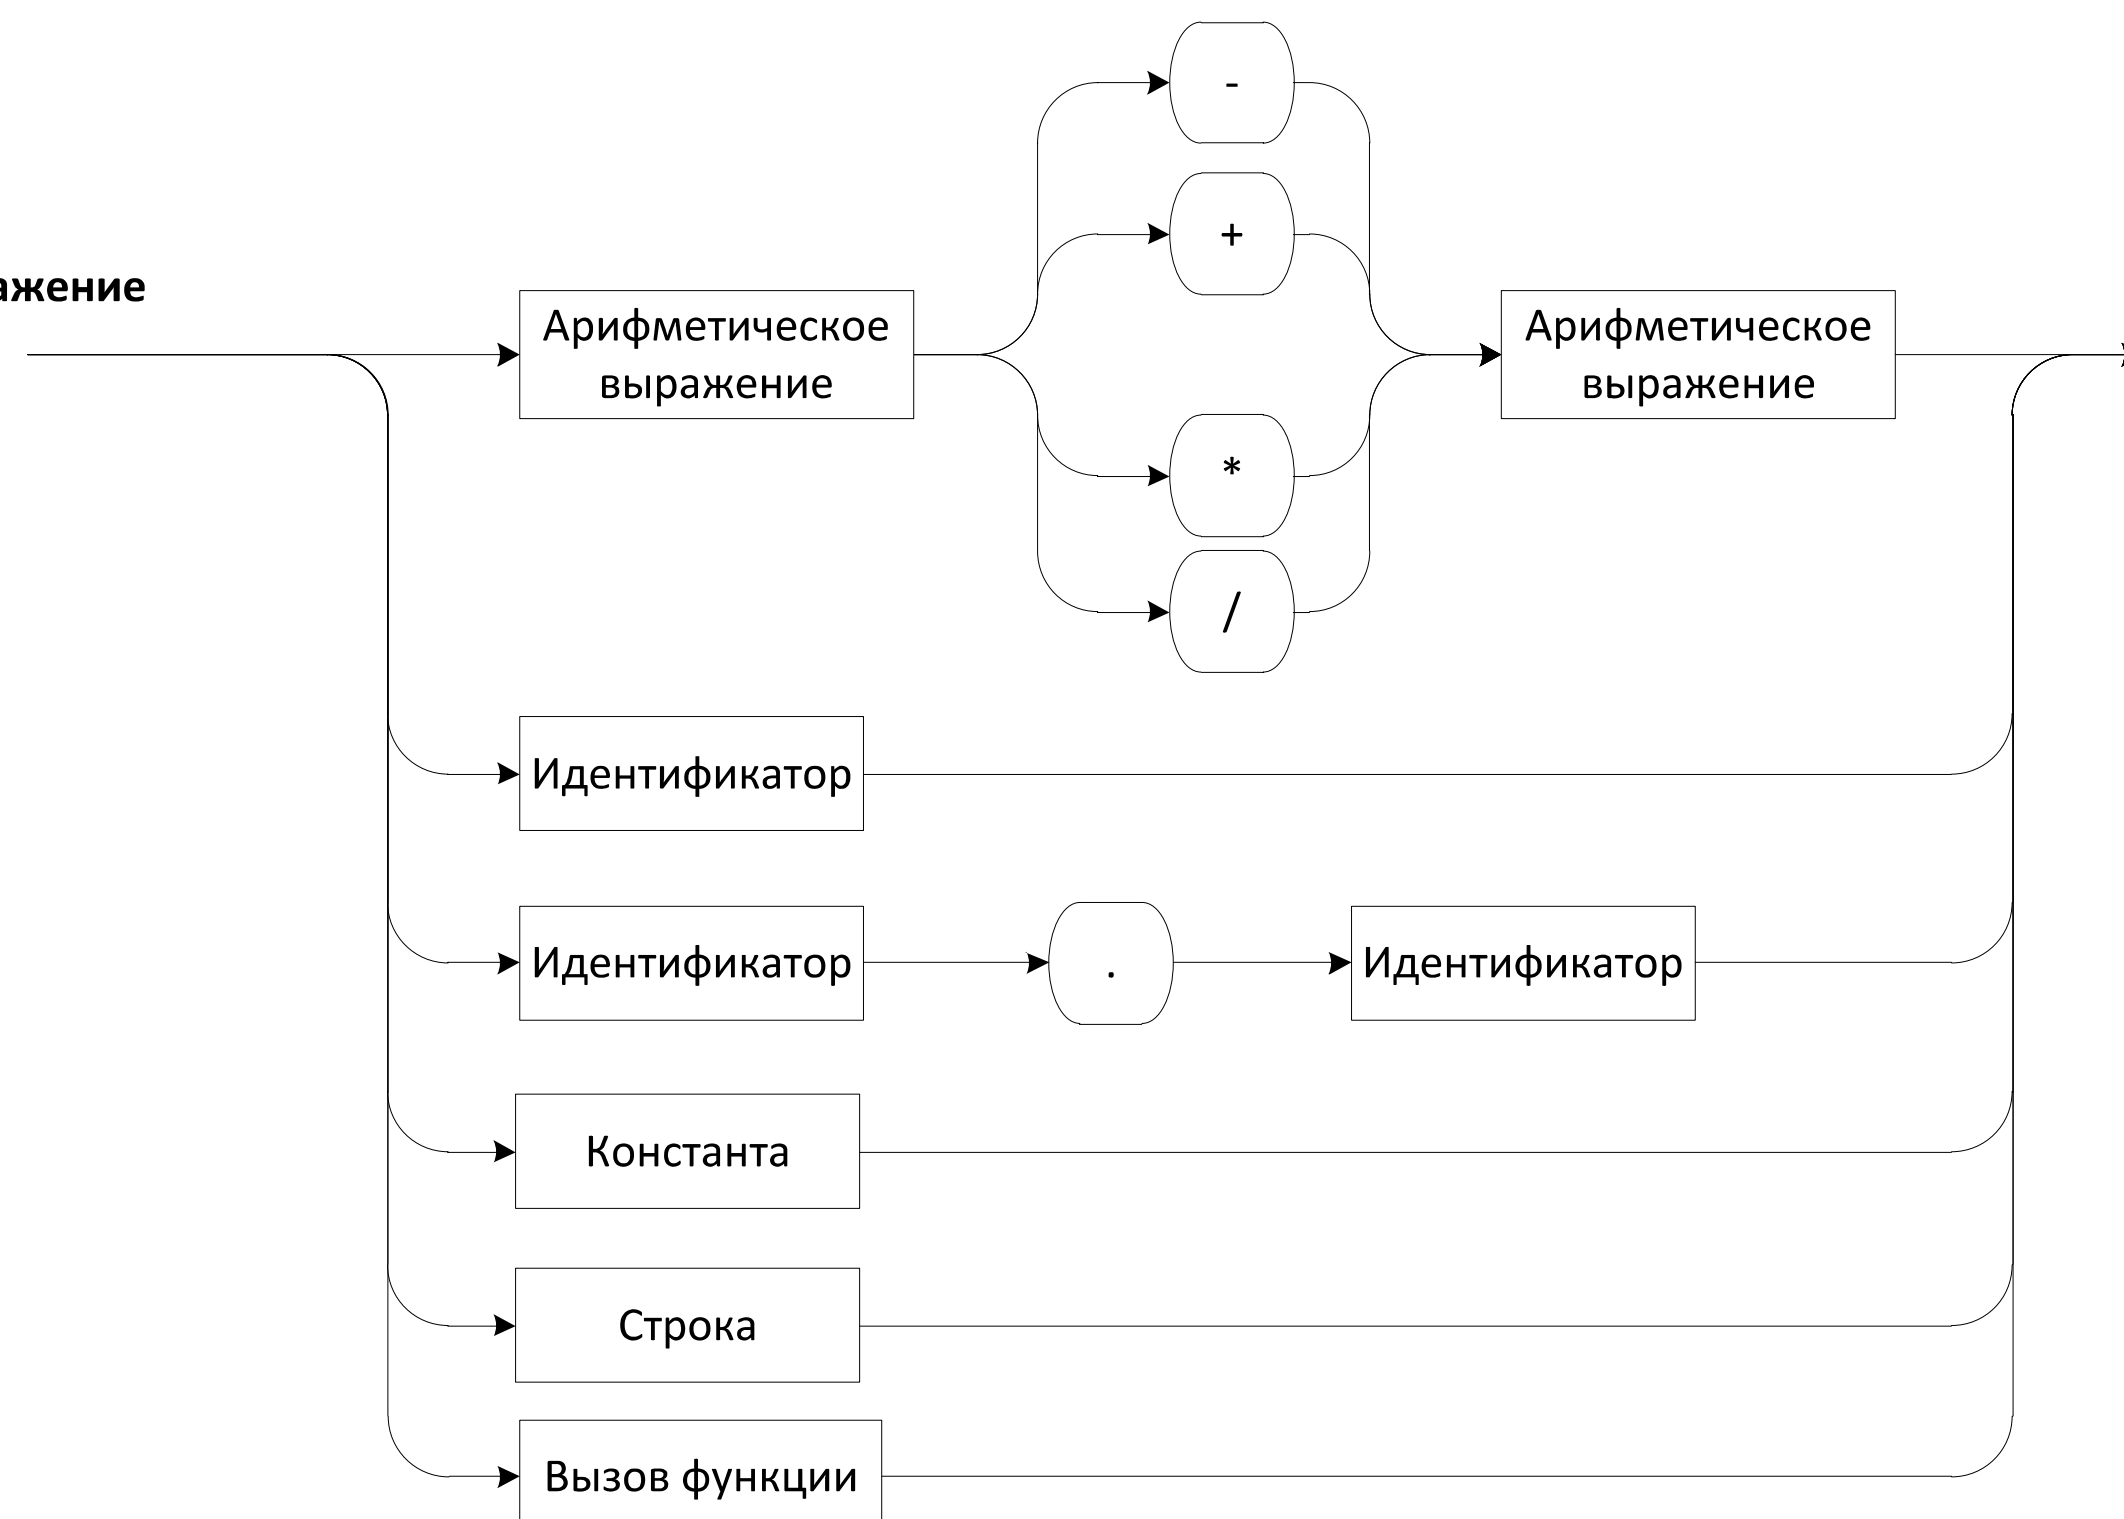 -
+
ажение
Арифметическое
выражение
Арифметическое
выражение
*
/
Идентификатор
Идентификатор
.
Идентификатор
Константа
Строка
Вызов функции